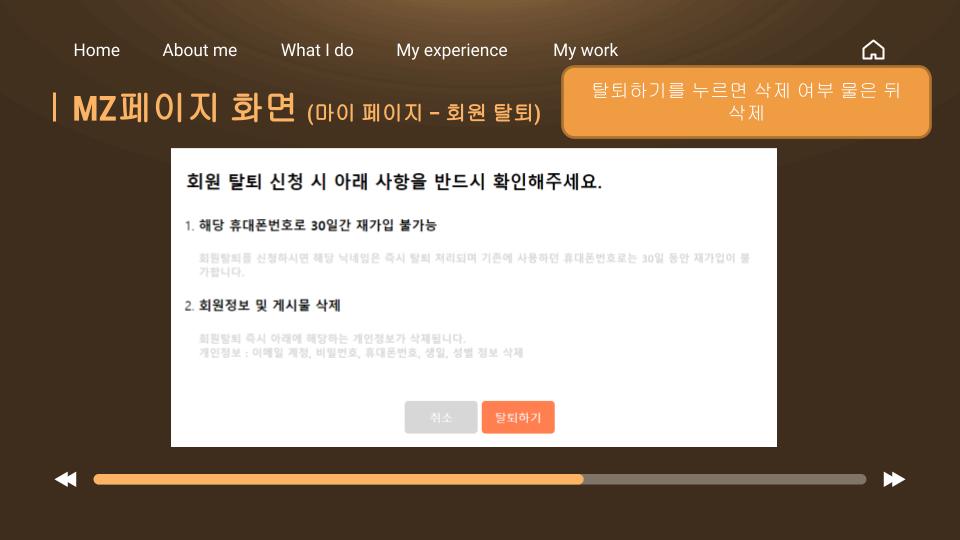 Home About me What I do My experience My work
탈퇴하기를 누르면 삭제 여부 물은 뒤
삭제
MZ페이지 화면 (마이 페이지 – 회원 탈퇴)
회원 탈퇴 신청 시 아래 사항을 반드시 확인해주세요.
1. 해당 휴대폰번호로 30일간 재가입 불가능
회원탈퇴를 신청하시면 해당 닉네임은 즉시 탈퇴 처리되며 기존에 사용하던 휴대폰번호로는 30일 동안 재가입이 불
가합니다.
2. 회원정보 및 게시물 삭제
회원탈퇴 즉시 아래에 해당하는 개인정보가 삭제됩니다.
개인정보 : 이메일 계정, 비밀번호, 휴대폰번호, 생일, 성별 정보 삭제
취소 탈퇴하기